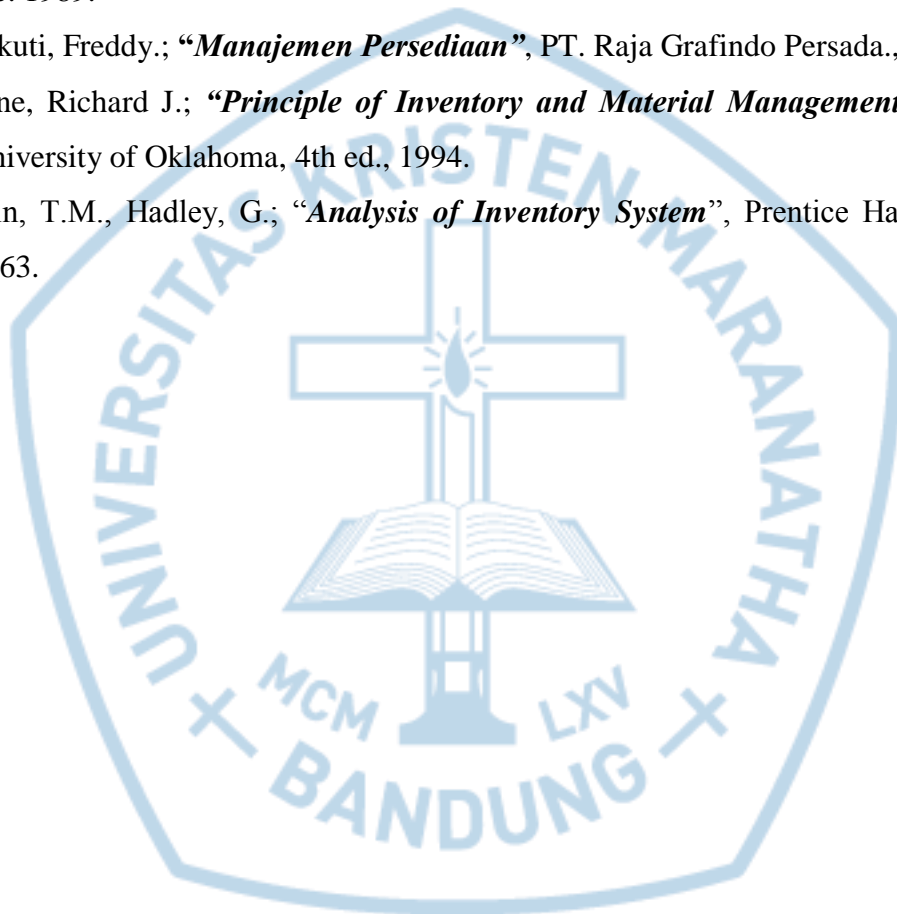 kuti, Freddy.; “Manajemen Persediaan”, PT. Raja Grafindo Persada.,
ne, Richard J.; “Principle of Inventory and Material Management
niversity of Oklahoma, 4th ed., 1994.
in, T.M., Hadley, G.; “Analysis of Inventory System”, Prentice Ha
63.
UNIVERSITAS KRISTEN MARANATHA
MCM LXV
BANDUNG